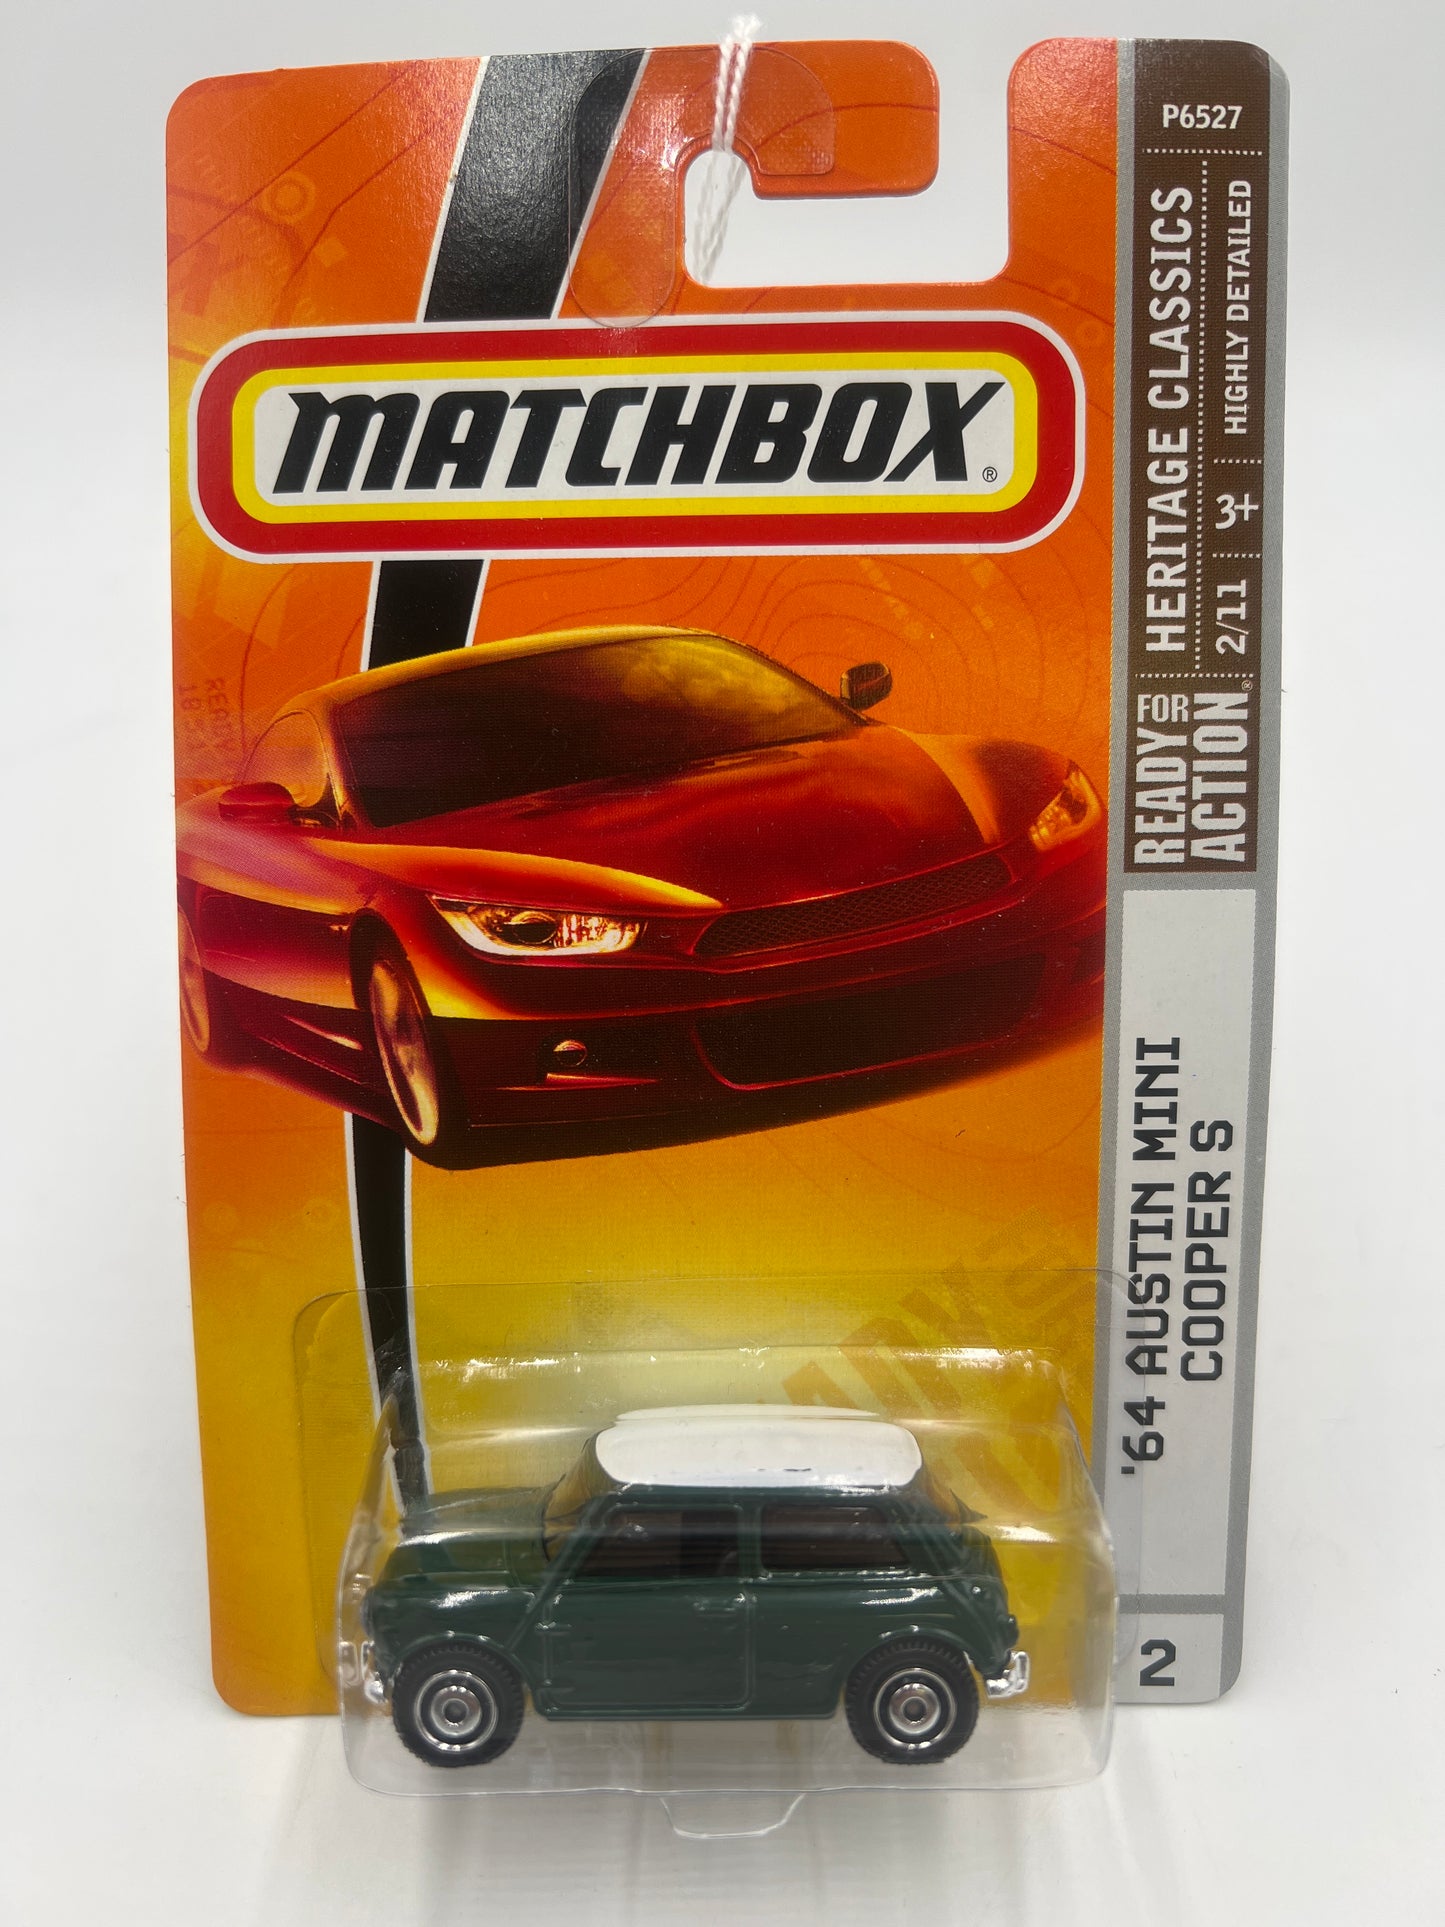 MATCHBOX®
P6527
HERITAGE CLASSICS
2/11 3+ HIGHLY DETAILED
READY FOR
ACTION®
'64 AUSTIN MINI
COOPER S
2